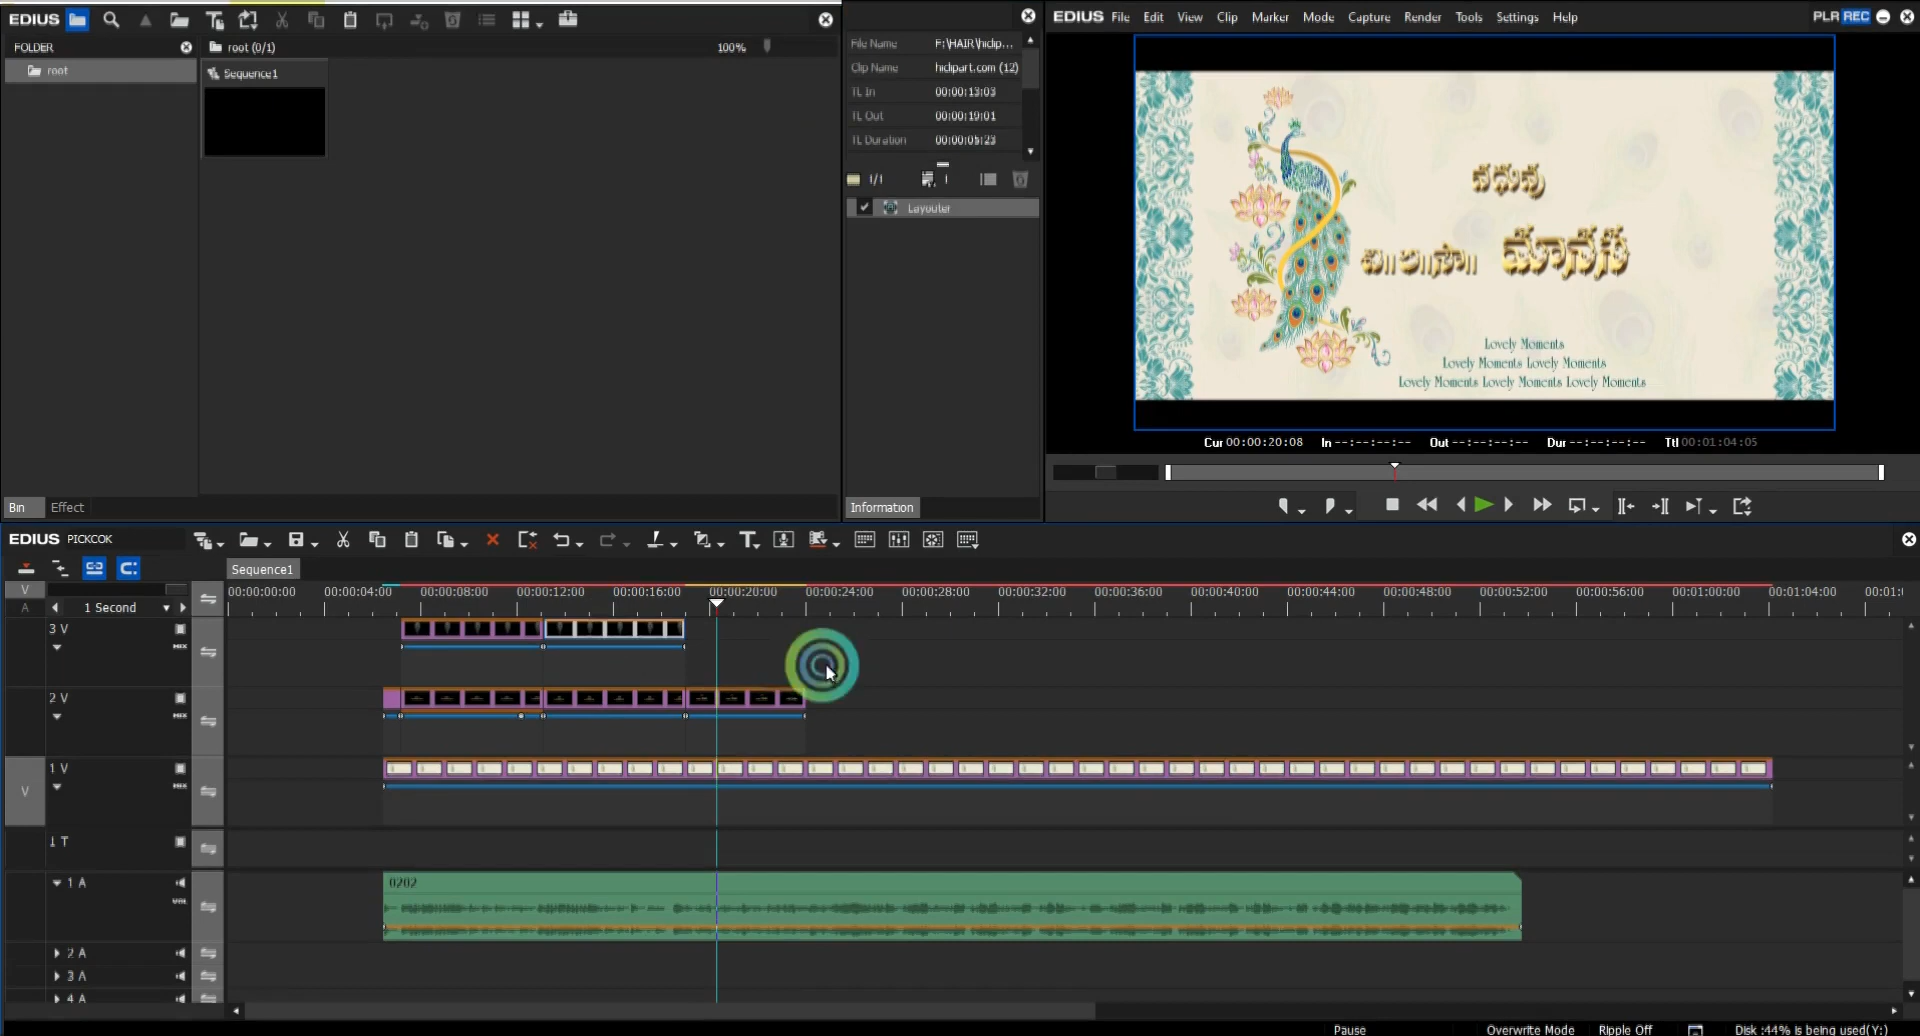 EDIUS
FOLDER
root
root (0/1)
100%
Sequence1
Bin
Effect
File Name F:\HAIR\hidip...
Clip Name hidipart.com (12)
TL In 00:00:13:03
TL Out 00:00:19:01
TL Duration 00:00:05:23
1/1
Layouter
Information
EDIUS File Edit View Clip Marker Mode Capture Render Tools Settings Help
PLR REC
ವಧುವು
ಮಾನಸ
Lovely Moments
Lovely Moments Lovely Moments
Lovely Moments Lovely Moments Lovely Moments
Cur 00:00:20:08 In --:--:--:-- Out --:--:--:-- Dur --:--:--:-- Ttl 00:01:04:05
EDIUS PICKCOK
Sequence1
V
A
1 Second
00:00:00:00 00:00:04:00 00:00:08:00 00:00:12:00 00:00:16:00 00:00:20:00 00:00:24:00 00:00:28:00 00:00:32:00 00:00:36:00 00:00:40:00 00:00:44:00 00:00:48:00 00:00:52:00 00:00:56:00 00:01:00:00 00:01:04:00
3 V
MIX
2 V
MIX
1 V
V
MIX
1 T
1 A
0202
VOL
2 A
3 A
4 A
Pause
Overwrite Mode
Ripple Off
Disk :44% is being used(Y:)